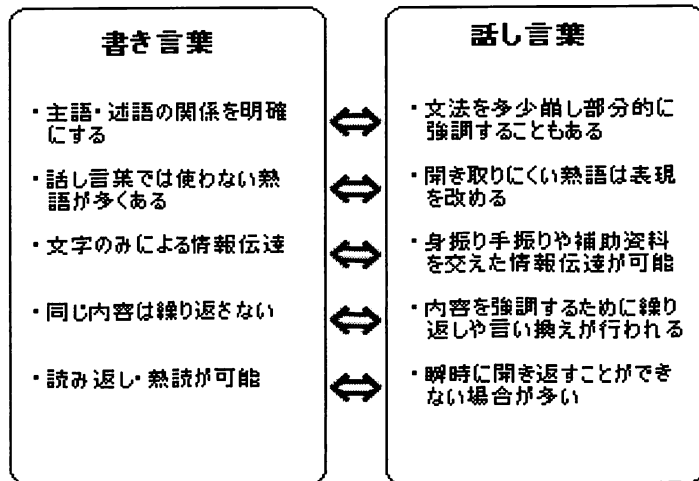 書き言葉
・主語・述語の関係を明確
にする
・話し言葉では使わない熟
語が多くある
・文字のみによる情報伝達
・同じ内容は繰り返さない
・読み返し・熟読が可能
話し言葉
・文法を多少崩し部分的に
強調することもある
・聞き取りにくい熟語は表現
を改める
・身振り手振りや補助資料
を交えた情報伝達が可能
・内容を強調するために繰り
返しや言い換えが行われる
・瞬時に聞き返すことができ
ない場合が多い